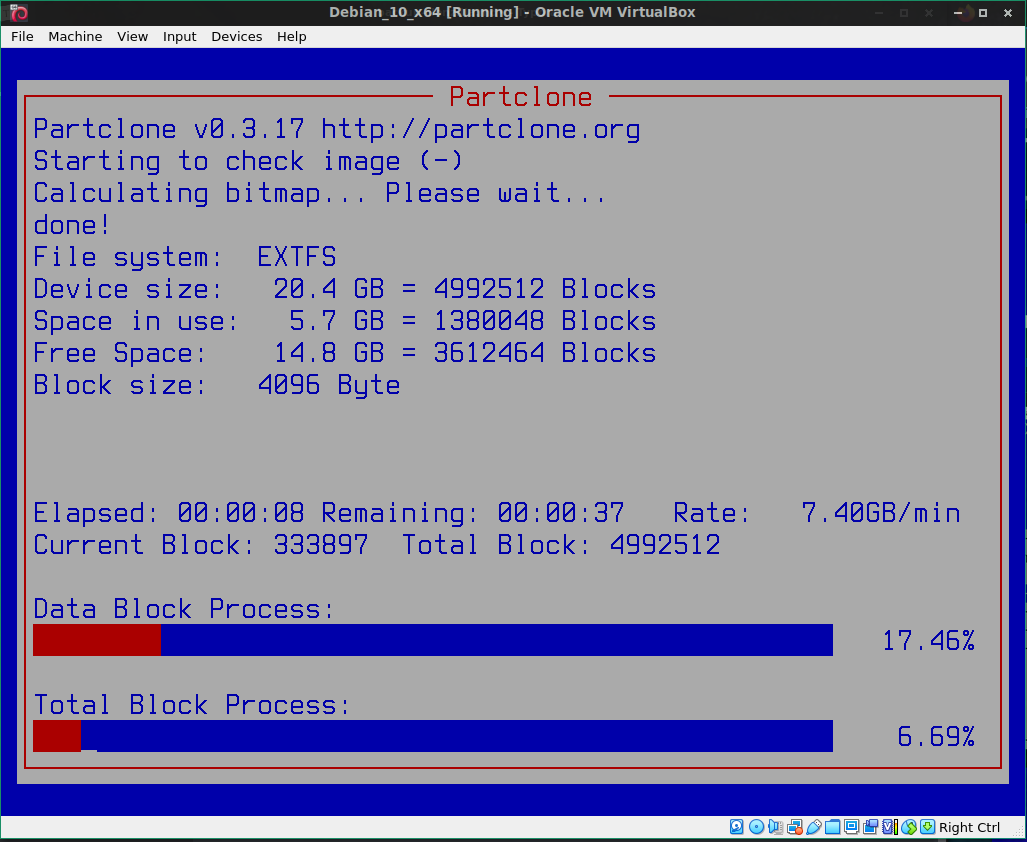 Debian_10_x64 [Running] - Oracle VM VirtualBox
File Machine View Input Devices Help
Partclone
Partclone v0.3.17 http://partclone.org
Starting to check image (-)
Calculating bitmap... Please wait...
done!
File system: EXTFS
Device size: 20.4 GB = 4992512 Blocks
Space in use: 5.7 GB = 1380048 Blocks
Free Space: 14.8 GB = 3612464 Blocks
Block size: 4096 Byte
Elapsed: 00:00:08 Remaining: 00:00:37 Rate: 7.40GB/min
Current Block: 333897 Total Block: 4992512
Data Block Process:
17.46%
Total Block Process:
6.69%
Right Ctrl